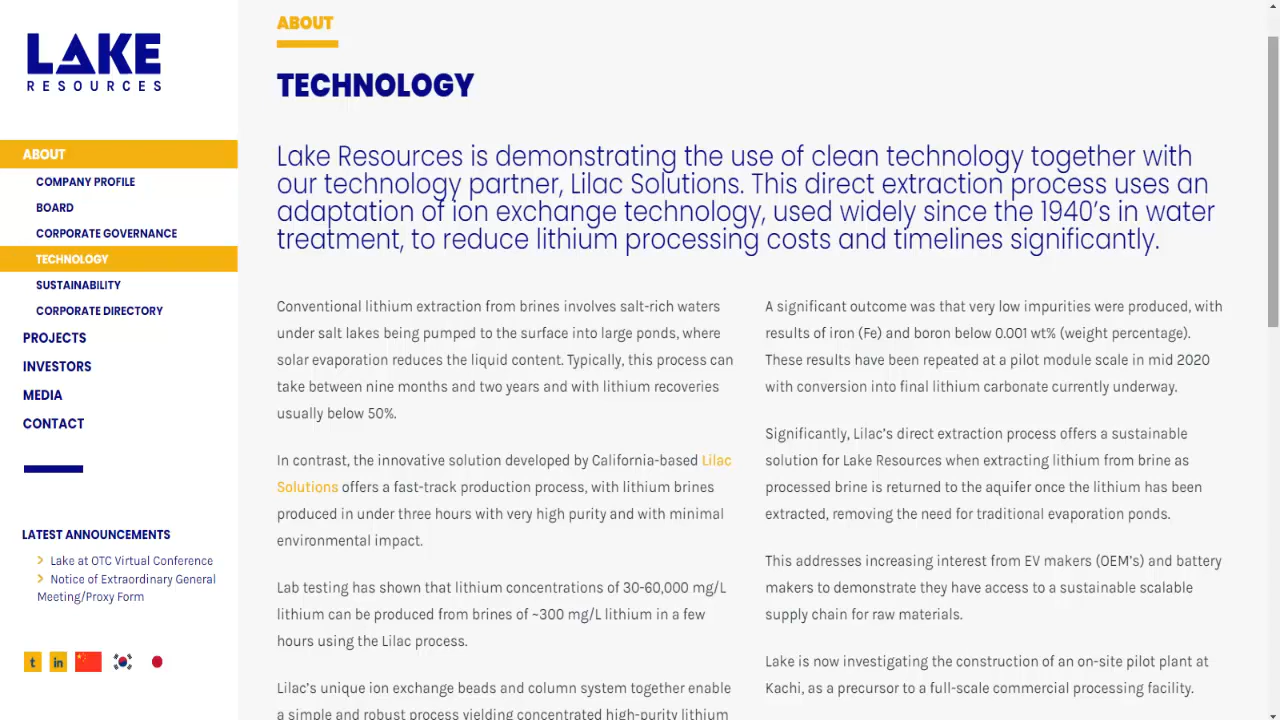 LAKE
RESOURCES
ABOUT
COMPANY PROFILE
BOARD
CORPORATE GOVERNANCE
TECHNOLOGY
SUSTAINABILITY
CORPORATE DIRECTORY
PROJECTS
INVESTORS
MEDIA
CONTACT
LATEST ANNOUNCEMENTS
Lake at OTC Virtual Conference
Notice of Extraordinary General
Meeting/Proxy Form
t in
ABOUT
TECHNOLOGY
Lake Resources is demonstrating the use of clean technology together with
our technology partner, Lilac Solutions. This direct extraction process uses an
adaptation of ion exchange technology, used widely since the 1940’s in water
treatment, to reduce lithium processing costs and timelines significantly.
Conventional lithium extraction from brines involves salt-rich waters
under salt lakes being pumped to the surface into large ponds, where
solar evaporation reduces the liquid content. Typically, this process can
take between nine months and two years and with lithium recoveries
usually below 50%.
In contrast, the innovative solution developed by California-based Lilac
Solutions offers a fast-track production process, with lithium brines
produced in under three hours with very high purity and with minimal
environmental impact.
Lab testing has shown that lithium concentrations of 30-60,000 mg/L
lithium can be produced from brines of ~300 mg/L lithium in a few
hours using the Lilac process.
Lilac’s unique ion exchange beads and column system together enable
a simple and robust process yielding concentrated high-purity lithium
A significant outcome was that very low impurities were produced, with
results of iron (Fe) and boron below 0.001 wt% (weight percentage).
These results have been repeated at a pilot module scale in mid 2020
with conversion into final lithium carbonate currently underway.
Significantly, Lilac’s direct extraction process offers a sustainable
solution for Lake Resources when extracting lithium from brine as
processed brine is returned to the aquifer once the lithium has been
extracted, removing the need for traditional evaporation ponds.
This addresses increasing interest from EV makers (OEM’s) and battery
makers to demonstrate they have access to a sustainable scalable
supply chain for raw materials.
Lake is now investigating the construction of an on-site pilot plant at
Kachi, as a precursor to a full-scale commercial processing facility.